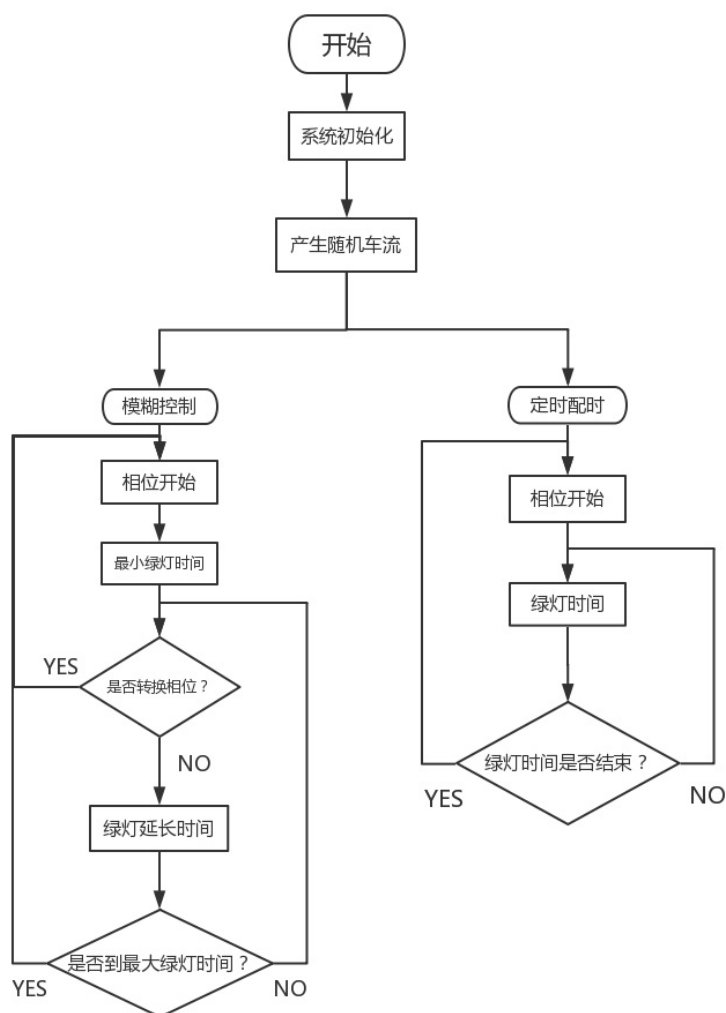 开始
系统初始化
产生随机车流
模糊控制
相位开始
最小绿灯时间
是否转换相位？
YES
NO
绿灯延长时间
是否到最大绿灯时间？
YES
NO
定时配时
相位开始
绿灯时间
绿灯时间是否结束？
YES
NO